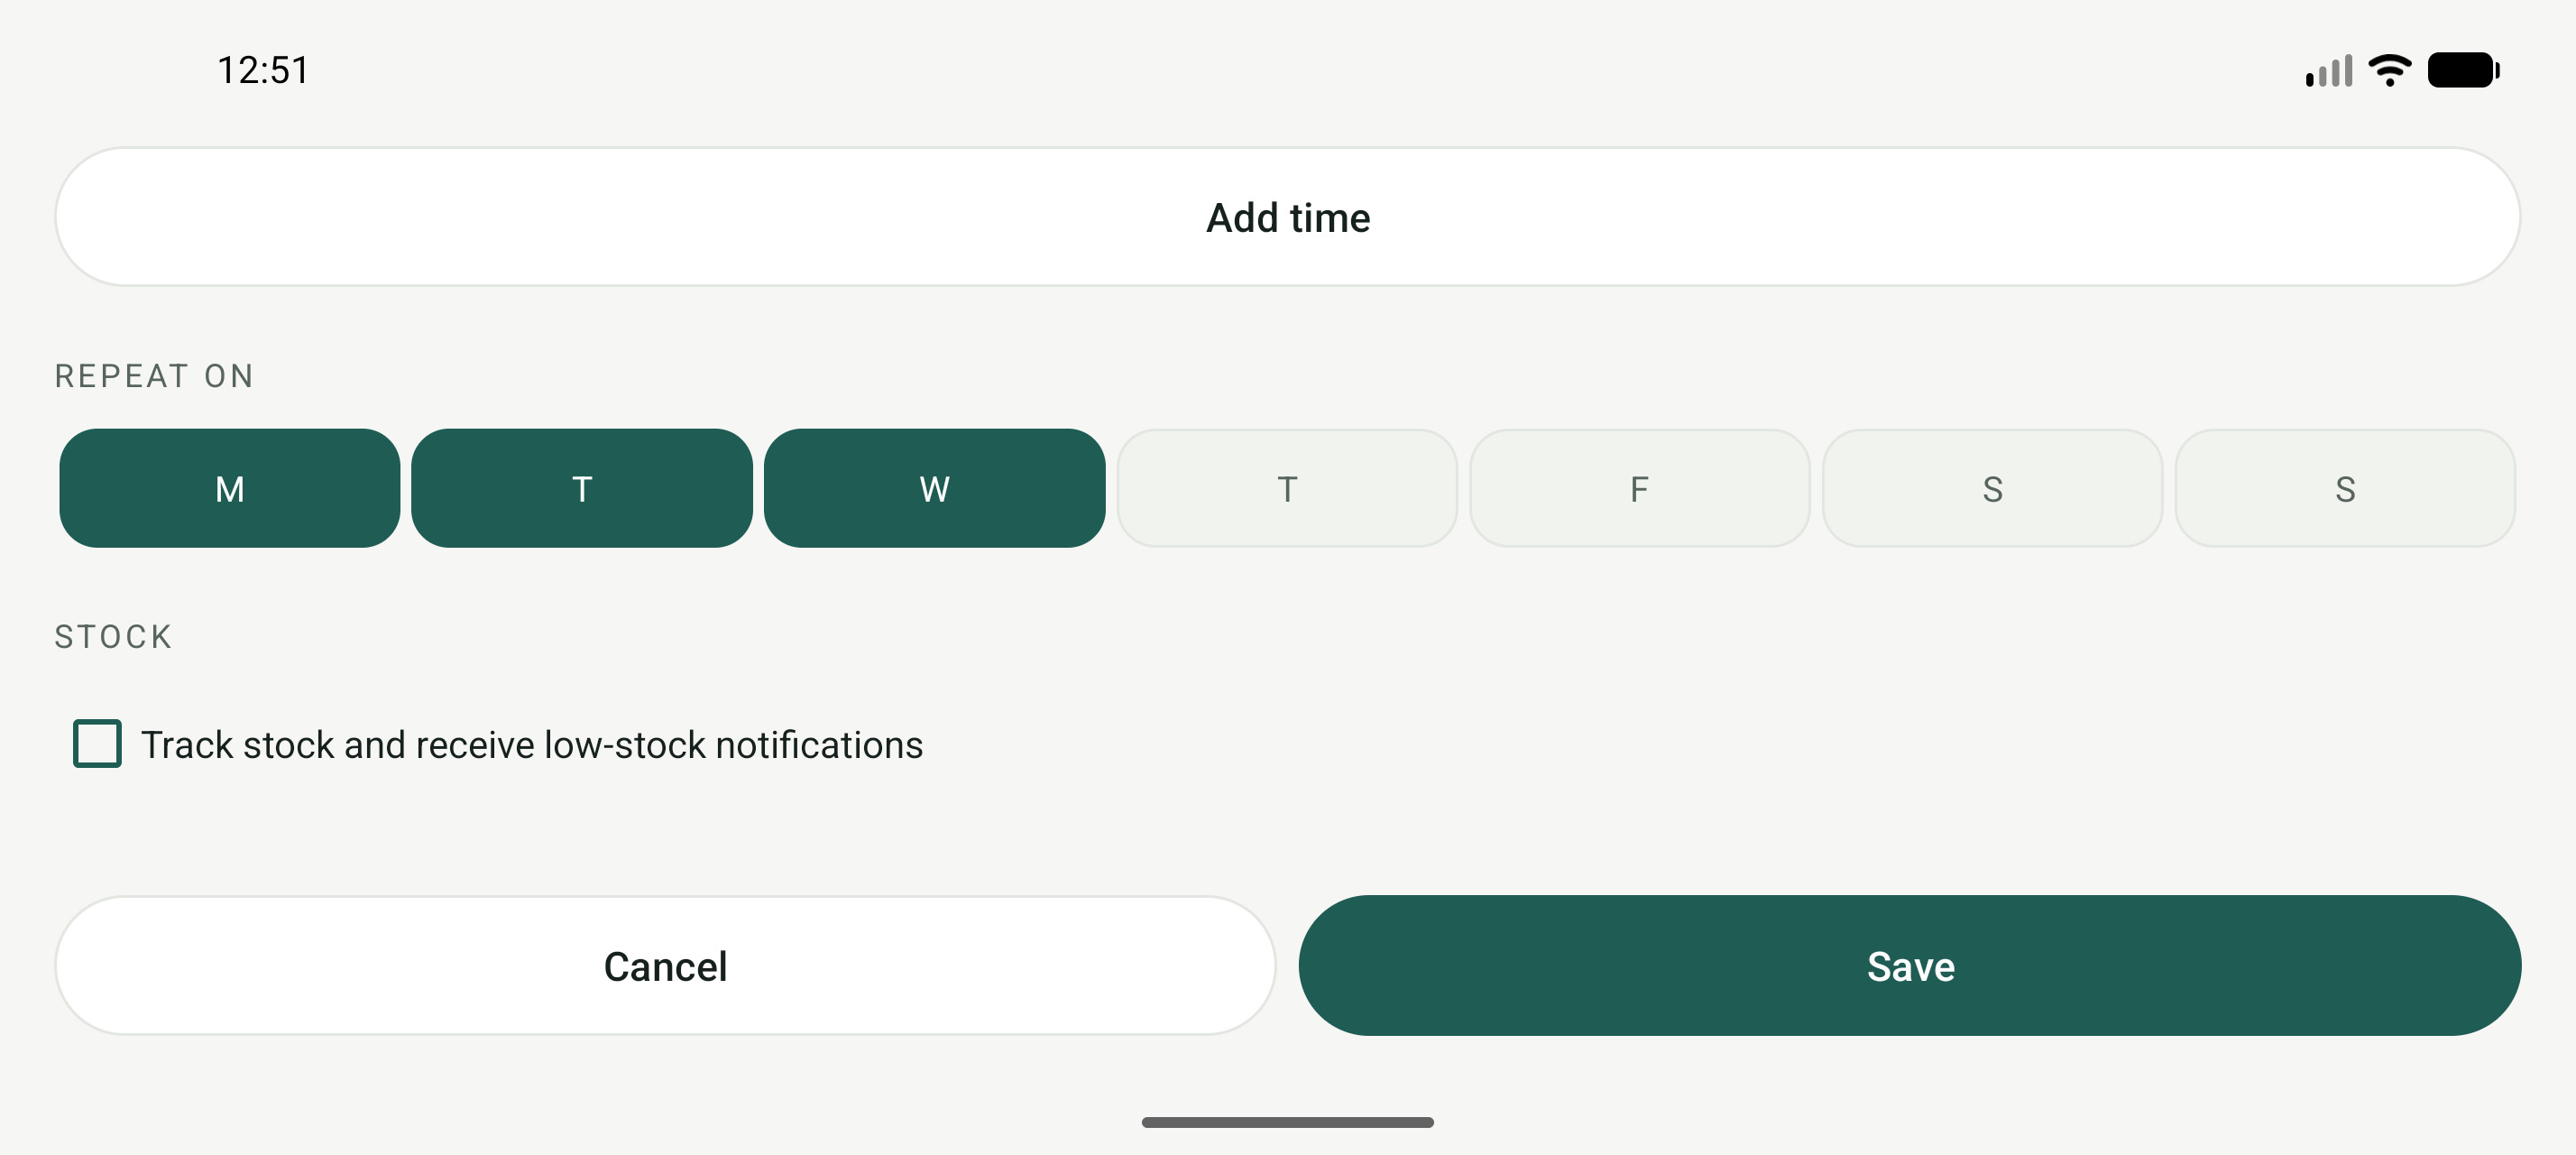 12:51
Add time
REPEAT ON
M T W T F S S
STOCK
Track stock and receive low-stock notifications
Cancel Save